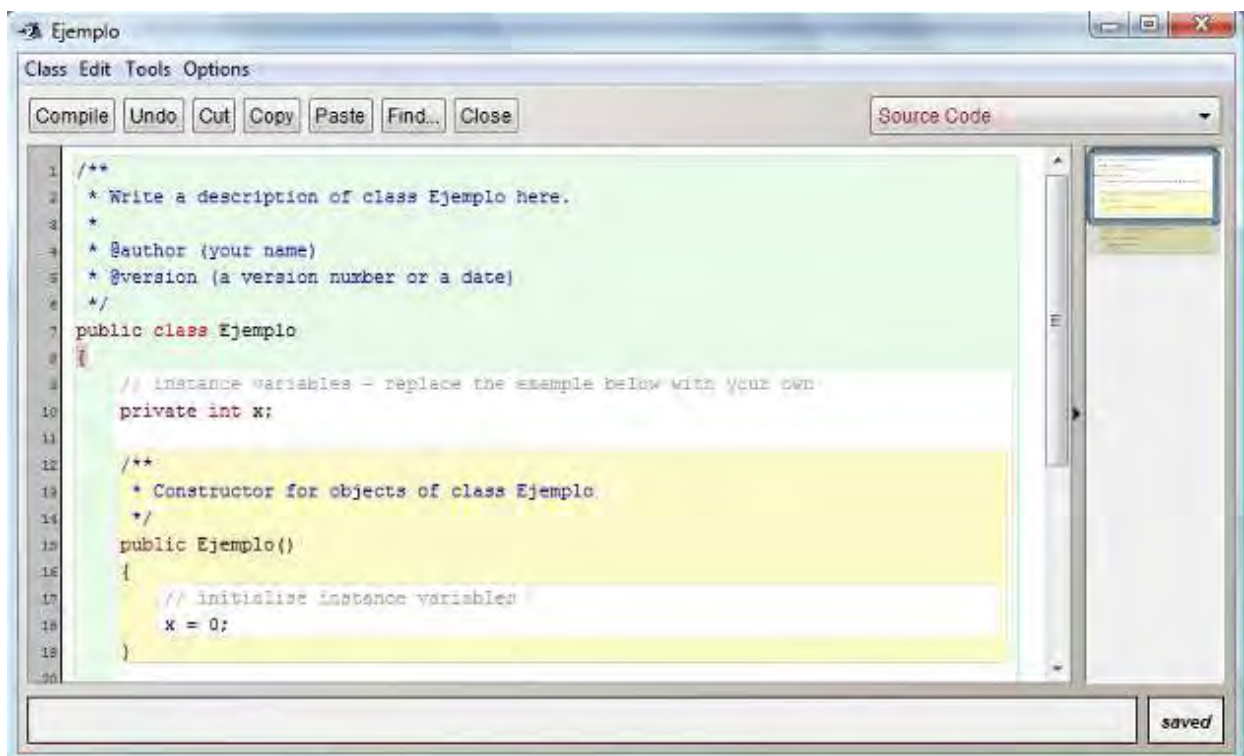 Ejemplo
Class Edit Tools Options
Compile Undo Cut Copy Paste Find... Close Source Code
1 /**
2 * Write a description of class Ejemplo here.
3 *
4 * @author (your name)
5 * @version (a version number or a date)
6 */
7 public class Ejemplo
8 {
9 // instance variables - replace the example below with your own
10 private int x;
11
12 /**
13 * Constructor for objects of class Ejemplo
14 */
15 public Ejemplo()
16 {
17 // initialise instance variables
18 x = 0;
19 }
20
saved